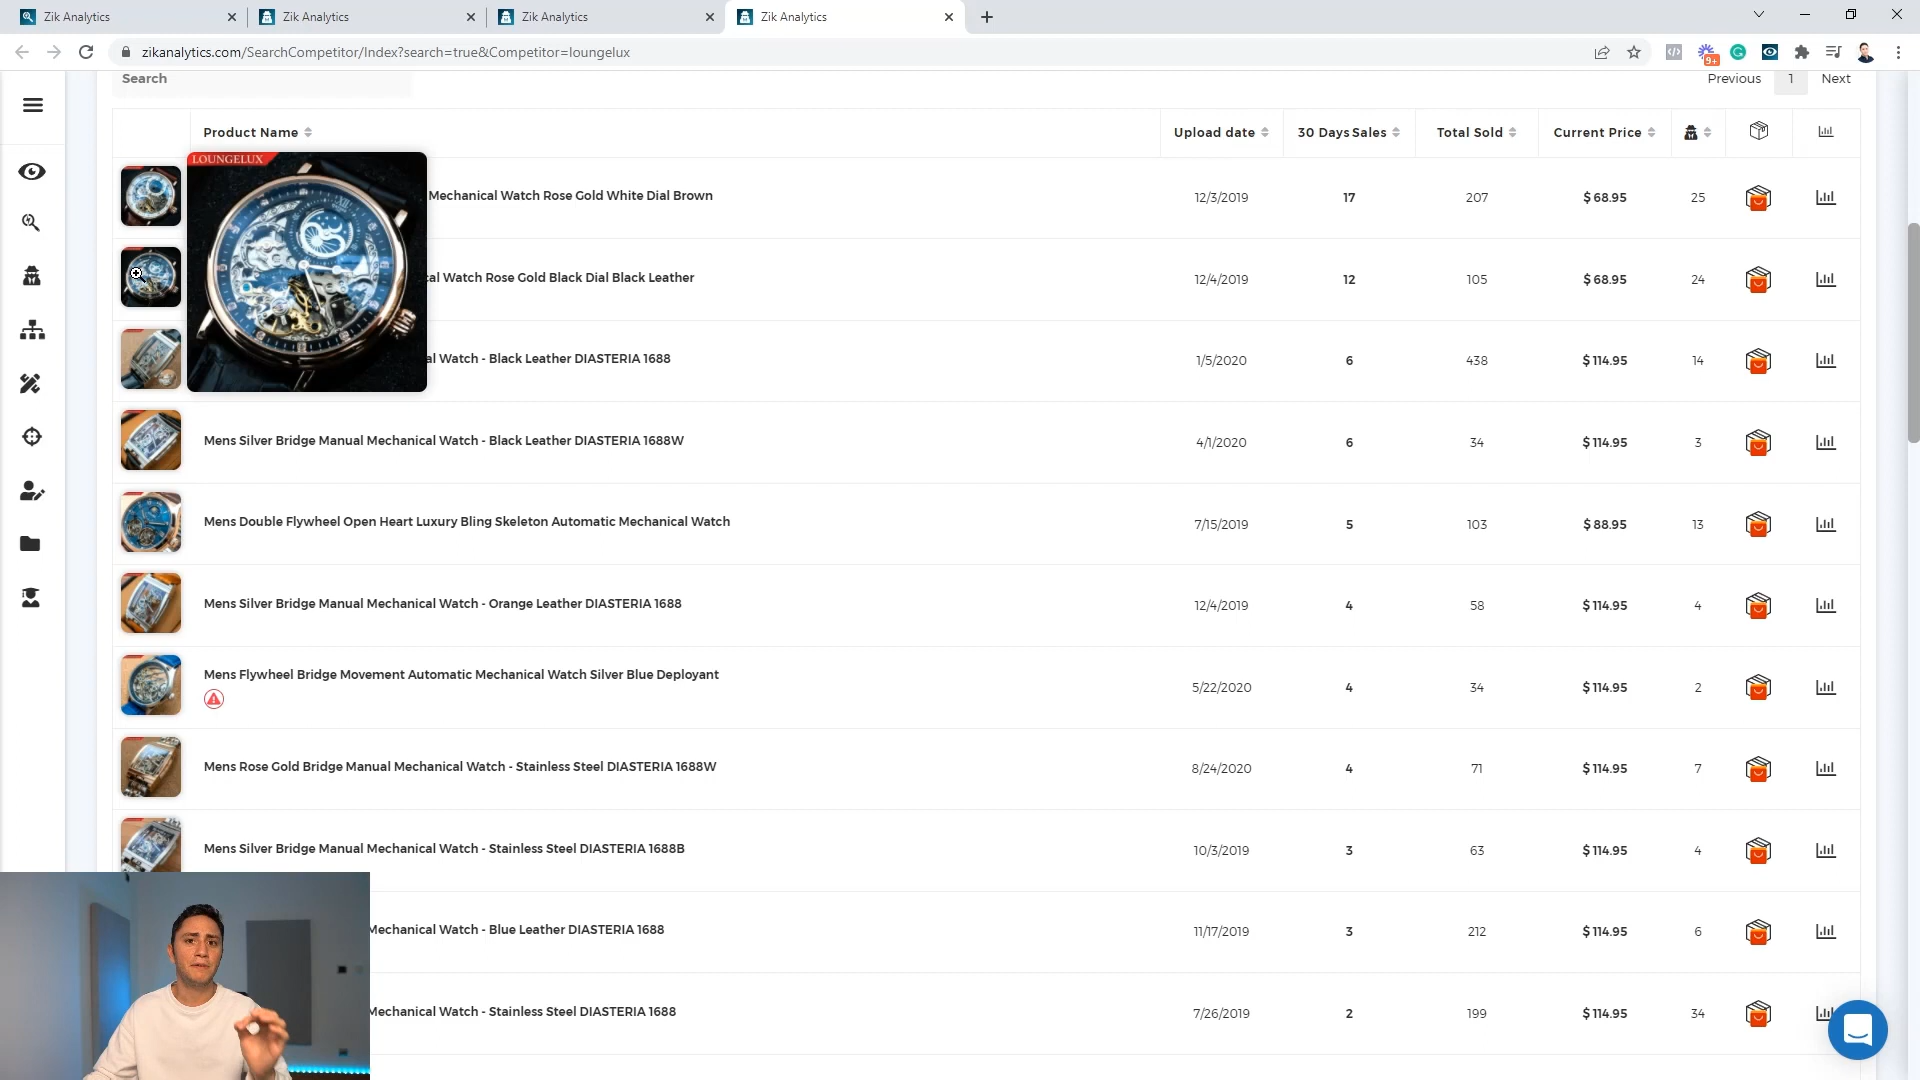 Zik Analytics
Zik Analytics
Zik Analytics
Zik Analytics
zikanalytics.com/SearchCompetitor/Index?search=true&Competitor=loungelux
9+
Search
Previous 1 Next
Product Name Upload date 30 Days Sales Total Sold Current Price
LOUNGELUX
Mechanical Watch Rose Gold White Dial Brown 12/3/2019 17 207 $ 68.95 25
cal Watch Rose Gold Black Dial Black Leather 12/4/2019 12 105 $ 68.95 24
al Watch - Black Leather DIASTERIA 1688 1/5/2020 6 438 $ 114.95 14
Mens Silver Bridge Manual Mechanical Watch - Black Leather DIASTERIA 1688W 4/1/2020 6 34 $ 114.95 3
Mens Double Flywheel Open Heart Luxury Bling Skeleton Automatic Mechanical Watch 7/15/2019 5 103 $ 88.95 13
Mens Silver Bridge Manual Mechanical Watch - Orange Leather DIASTERIA 1688 12/4/2019 4 58 $ 114.95 4
Mens Flywheel Bridge Movement Automatic Mechanical Watch Silver Blue Deployant 5/22/2020 4 34 $ 114.95 2
Mens Rose Gold Bridge Manual Mechanical Watch - Stainless Steel DIASTERIA 1688W 8/24/2020 4 71 $ 114.95 7
Mens Silver Bridge Manual Mechanical Watch - Stainless Steel DIASTERIA 1688B 10/3/2019 3 63 $ 114.95 4
Mechanical Watch - Blue Leather DIASTERIA 1688 11/17/2019 3 212 $ 114.95 6
Mechanical Watch - Stainless Steel DIASTERIA 1688 7/26/2019 2 199 $ 114.95 34